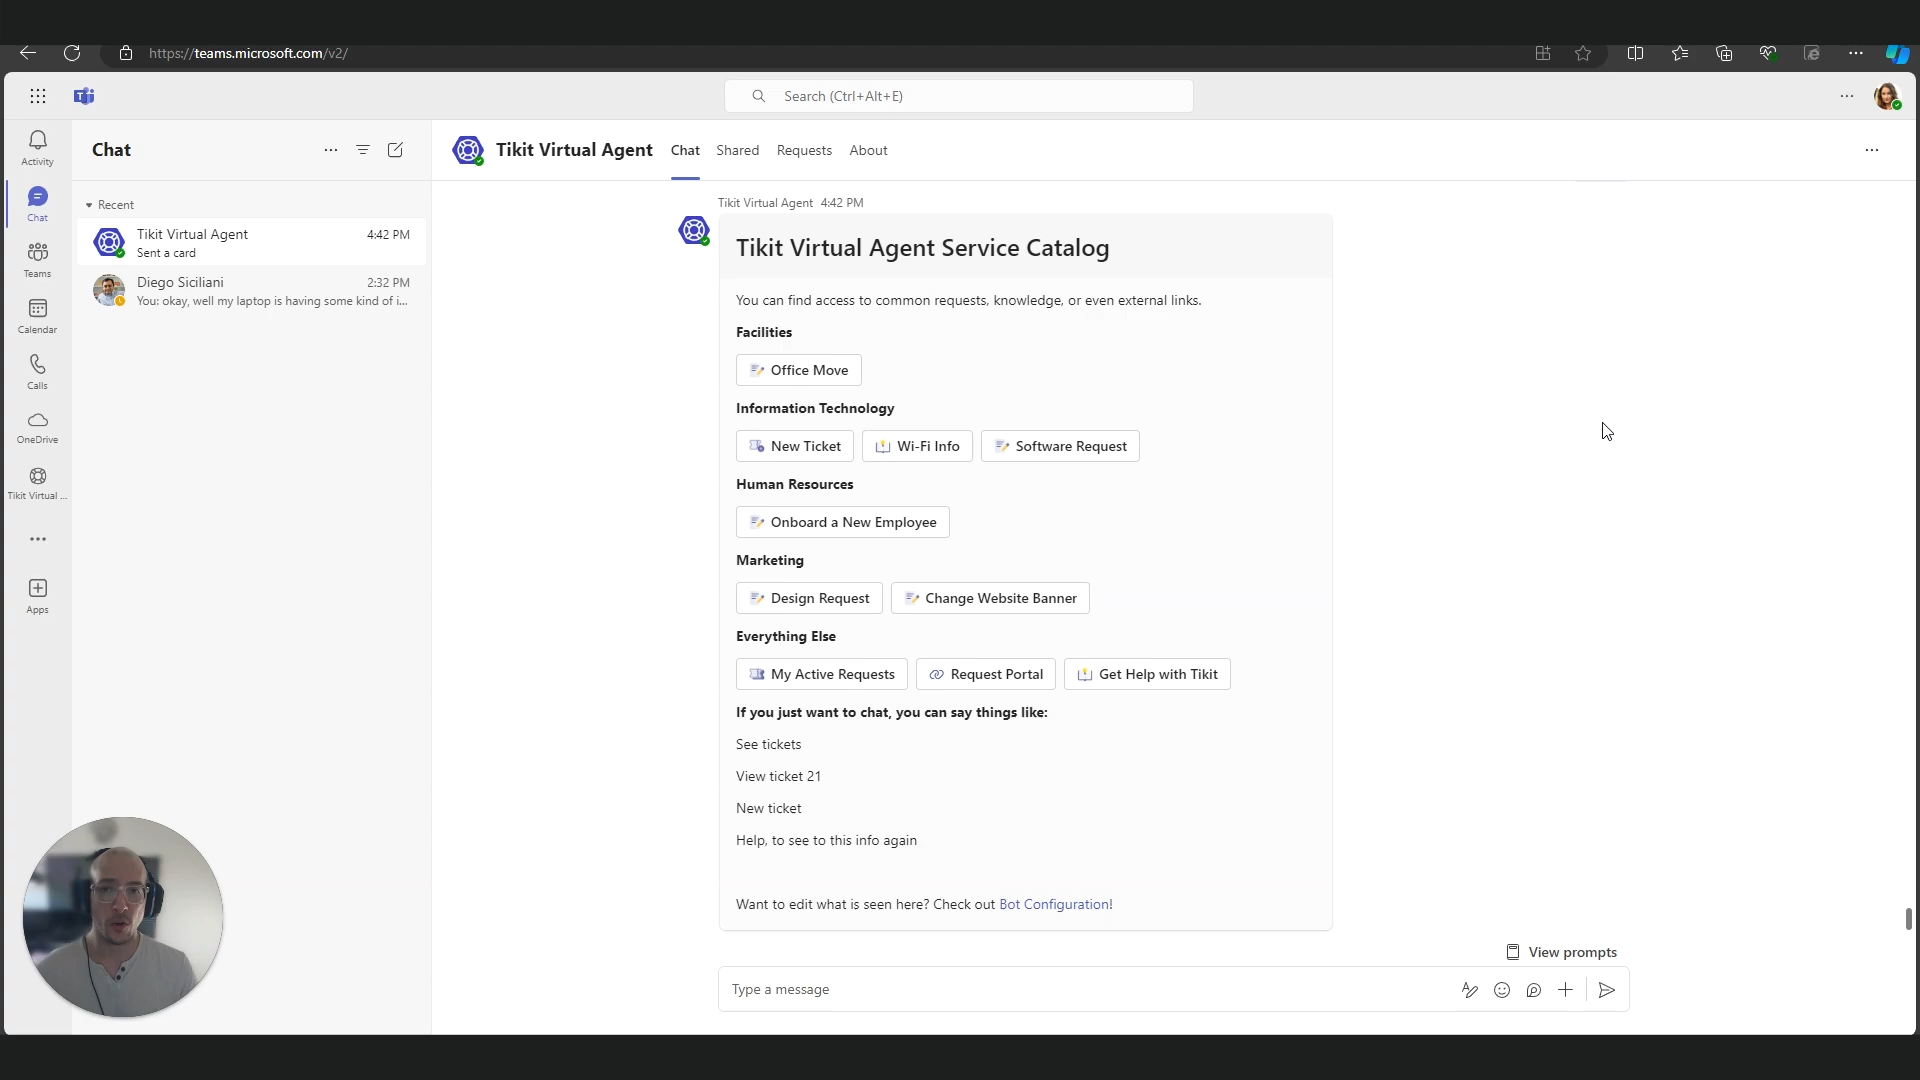 https://teams.microsoft.com/v2/
Search (Ctrl+Alt+E)
Activity
Chat
Teams
Calendar
Calls
OneDrive
Tikit Virtual ...
Apps
Chat
Recent
Tikit Virtual Agent 4:42 PM
Sent a card
Diego Siciliani 2:32 PM
You: okay, well my laptop is having some kind of i...
Tikit Virtual Agent Chat Shared Requests About
Tikit Virtual Agent 4:42 PM
Tikit Virtual Agent Service Catalog
You can find access to common requests, knowledge, or even external links.
Facilities
Office Move
Information Technology
New Ticket Wi-Fi Info Software Request
Human Resources
Onboard a New Employee
Marketing
Design Request Change Website Banner
Everything Else
My Active Requests Request Portal Get Help with Tikit
If you just want to chat, you can say things like:
See tickets
View ticket 21
New ticket
Help, to see to this info again
Want to edit what is seen here? Check out Bot Configuration!
View prompts
Type a message